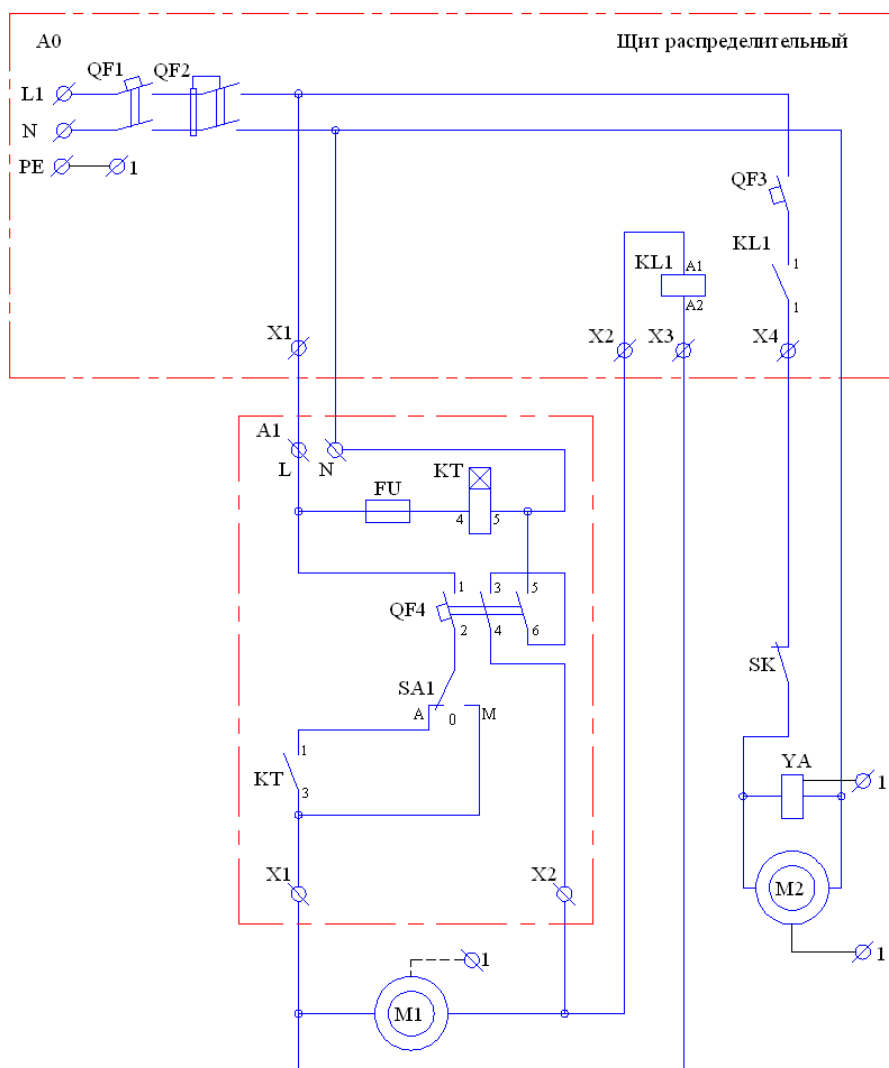 A0 Щит распределительный
QF1 QF2
L1
N
PE 1
QF3
KL1 KL1
A1 1
A2 1
X1 X2 X3 X4
A1
L N KT
FU
4 5
1 3 5
QF4
2 4 6
SK
SA1
A 0 M
1 YA
KT 1
3
X1 X2 M2
1 1
M1